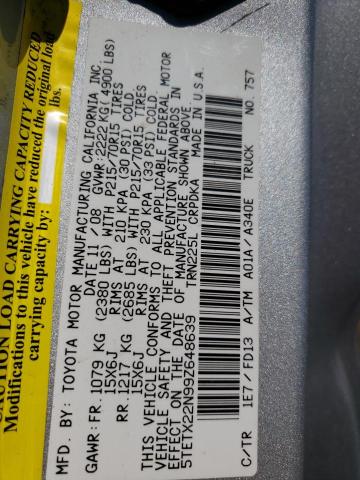 CAUTION LOAD CARRYING CAPACITY REDUCED
Modifications to this vehicle have reduced the original load
carrying capacity by: lbs.
MFD. BY: TOYOTA MOTOR MANUFACTURING CALIFORNIA INC.
DATE 11 / 08 GVWR: 2222 KG ( 4900 LBS)
GAWR: FR. 1079 KG (2380 LBS) WITH P215/70R15 TIRES
15X6J RIMS AT 210 KPA (30 PSI) COLD
RR. 1217 KG (2685 LBS) WITH P215/70R15 TIRES
15X6J RIMS AT 230 KPA (33 PSI) COLD
THIS VEHICLE CONFORMS TO ALL APPLICABLE FEDERAL MOTOR
VEHICLE SAFETY AND THEFT PREVENTION STANDARDS IN
EFFECT ON THE DATE OF MANUFACTURE SHOWN ABOVE.
5TETX22N99Z648639 TRN225L CRPDKA MADE IN U.S.A.
C/TR 1E7 / FD13 A/TM A01A / A340E TRUCK NO. 757